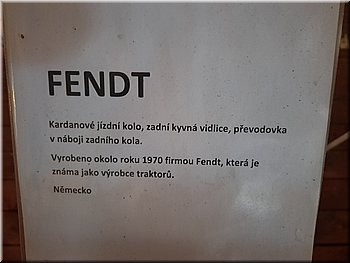 FENDT
Kardanové jízdní kolo, zadní kyvná vidlice, převodovka
v náboji zadního kola.
Vyrobeno okolo roku 1970 firmou Fendt, která je
známa jako výrobce traktorů.
Německo